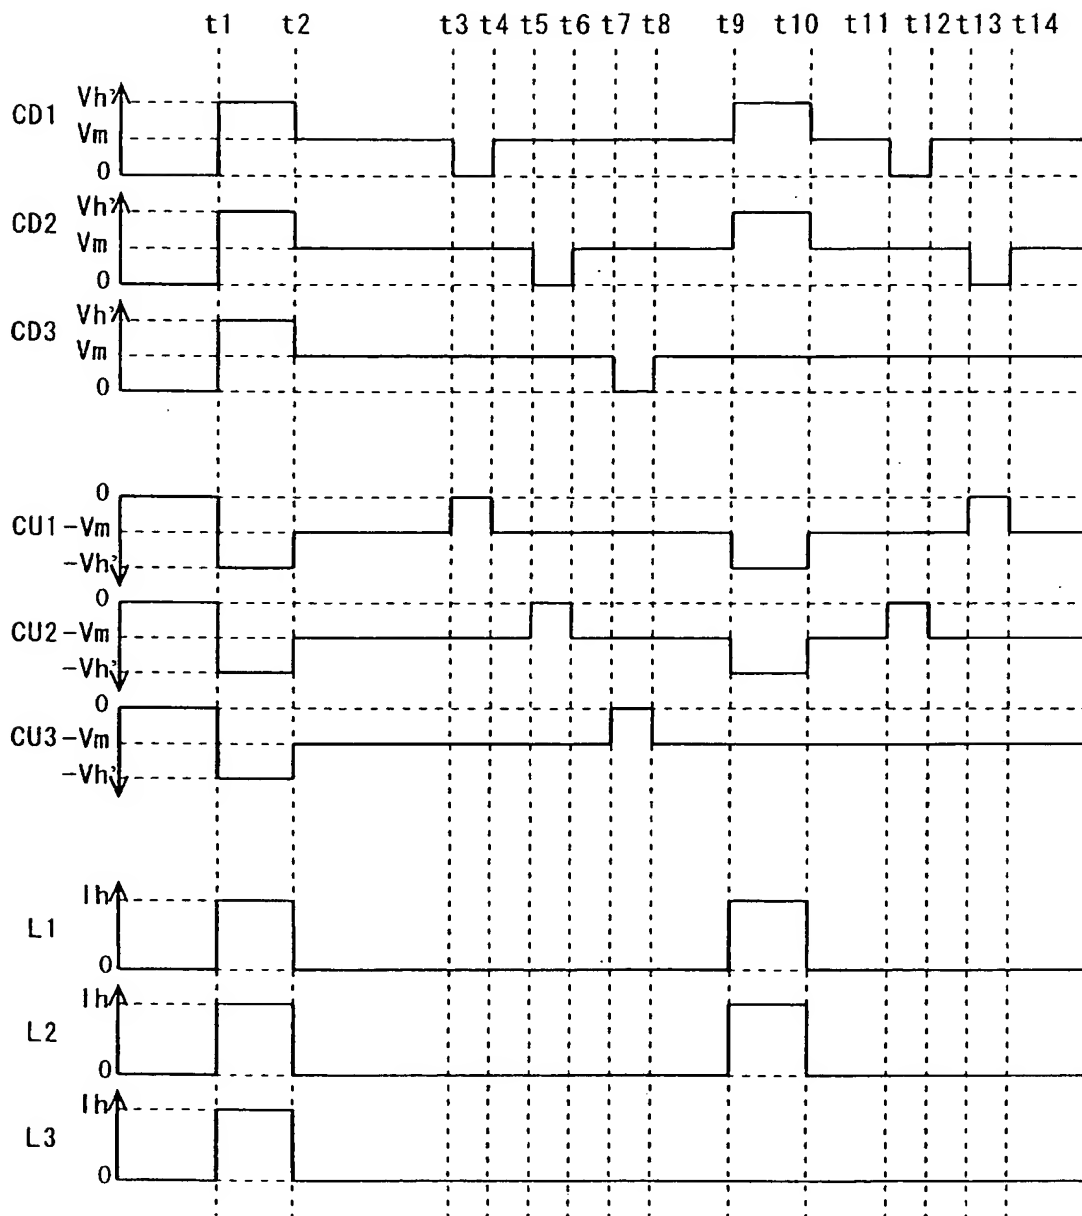 t1 t2 t3 t4 t5 t6 t7 t8 t9 t10 t11 t12 t13 t14
Vh'
CD1
Vm
0
Vh'
CD2
Vm
0
Vh'
CD3
Vm
0
0
CU1 -Vm
-Vh'
0
CU2 -Vm
-Vh'
0
CU3 -Vm
-Vh'
Ih
L1
0
Ih
L2
0
Ih
L3
0